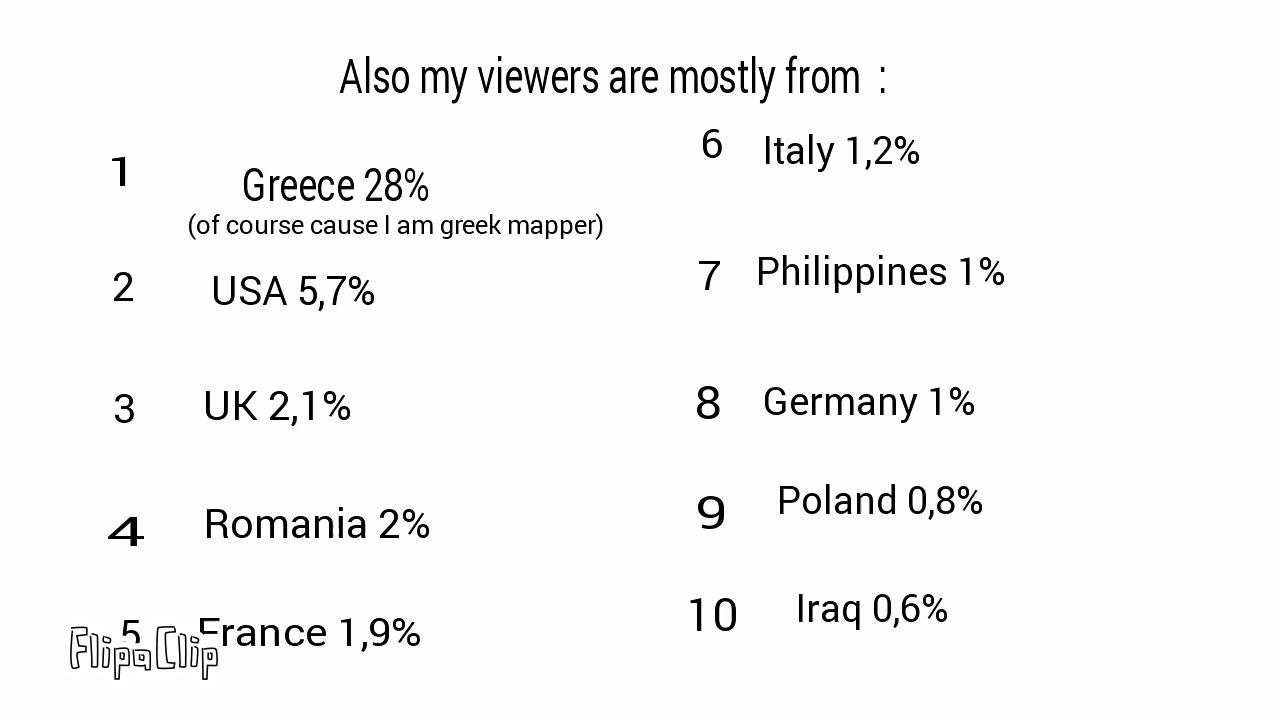 Also my viewers are mostly from :
1 Greece 28%
(of course cause I am greek mapper)
2 USA 5,7%
3 UK 2,1%
4 Romania 2%
5 France 1,9%
6 Italy 1,2%
7 Philippines 1%
8 Germany 1%
9 Poland 0,8%
10 Iraq 0,6%
FlipaClip